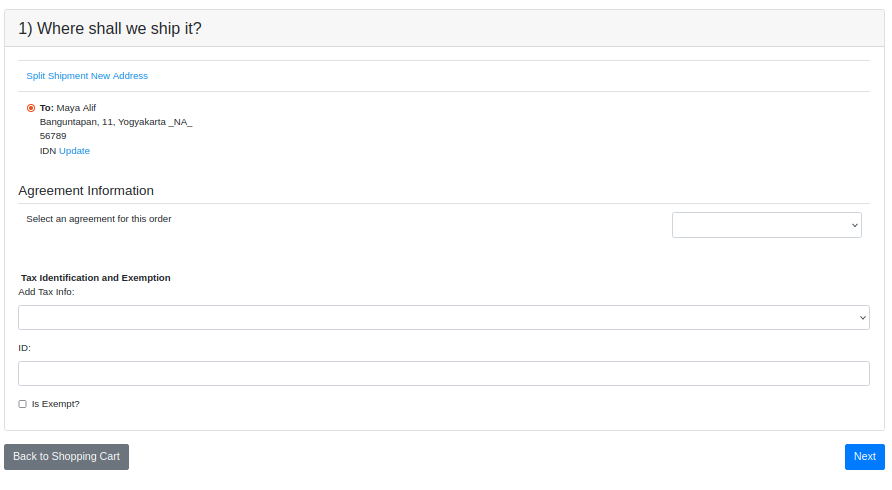 1) Where shall we ship it?
Split Shipment New Address
To: Maya Alif
Banguntapan, 11, Yogyakarta _NA_
56789
IDN Update
Agreement Information
Select an agreement for this order
Tax Identification and Exemption
Add Tax Info:
ID:
Is Exempt?
Back to Shopping Cart
Next